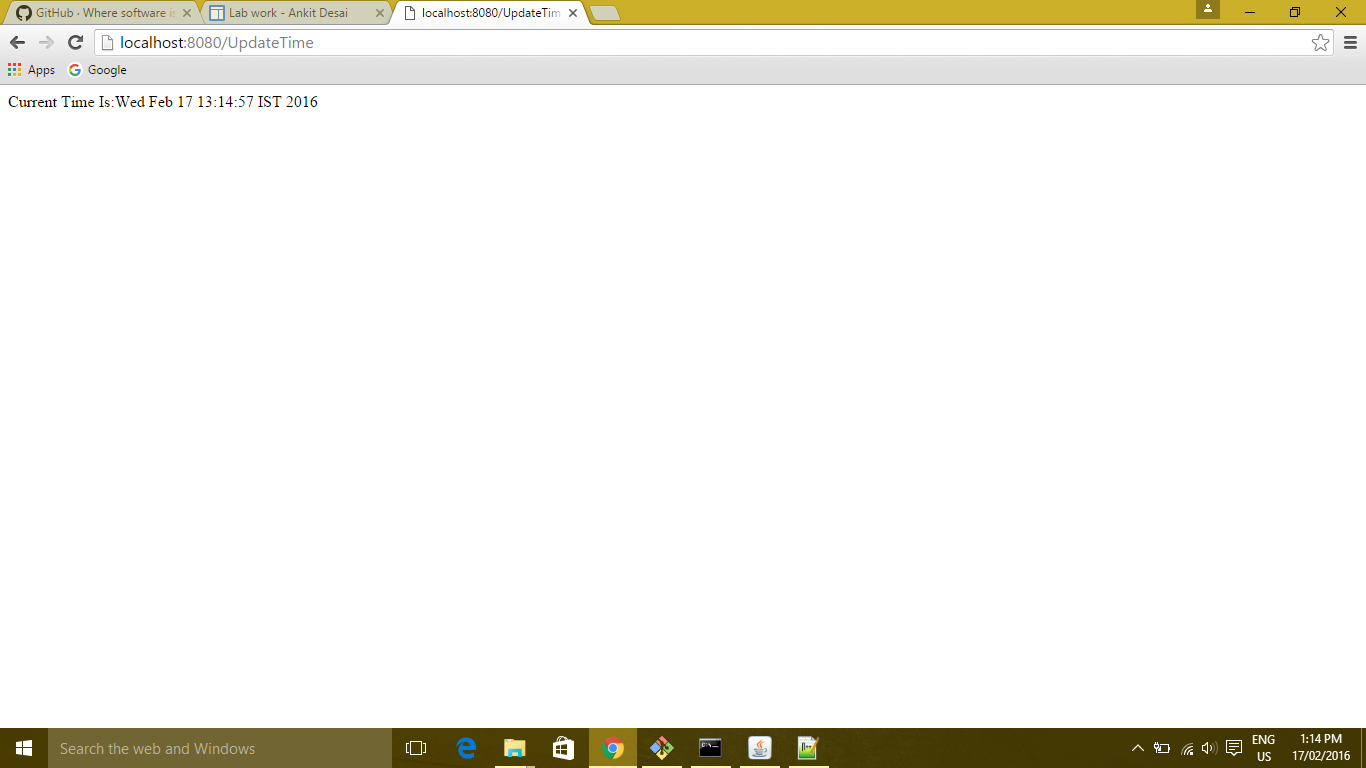 GitHub · Where software is
Lab work - Ankit Desai
localhost:8080/UpdateTim
localhost:8080/UpdateTime
Apps
Google
Current Time Is:Wed Feb 17 13:14:57 IST 2016
Search the web and Windows
ENG
US
1:14 PM
17/02/2016